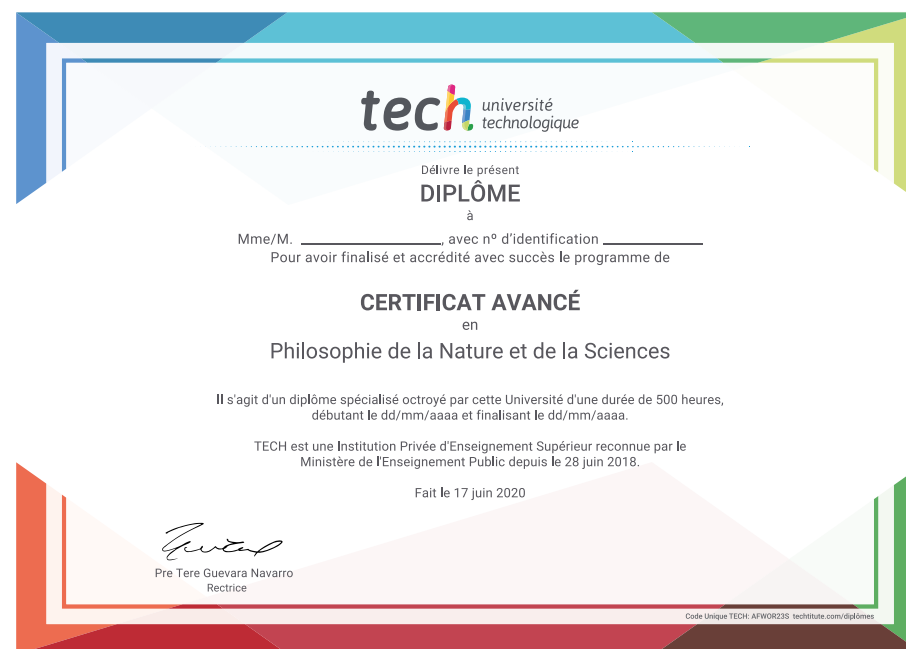 tech université
technologique
Délivre le présent
DIPLÔME
à
Mme/M. ____________________, avec nº d'identification ______________
Pour avoir finalisé et accrédité avec succès le programme de
CERTIFICAT AVANCÉ
en
Philosophie de la Nature et de la Sciences
Il s'agit d'un diplôme spécialisé octroyé par cette Université d'une durée de 500 heures,
débutant le dd/mm/aaaa et finalisant le dd/mm/aaaa.
TECH est une Institution Privée d'Enseignement Supérieur reconnue par le
Ministère de l'Enseignement Public depuis le 28 juin 2018.
Fait le 17 juin 2020
Pre Tere Guevara Navarro
Rectrice
Code Unique TECH: AFWOR23S techtitute.com/diplômes